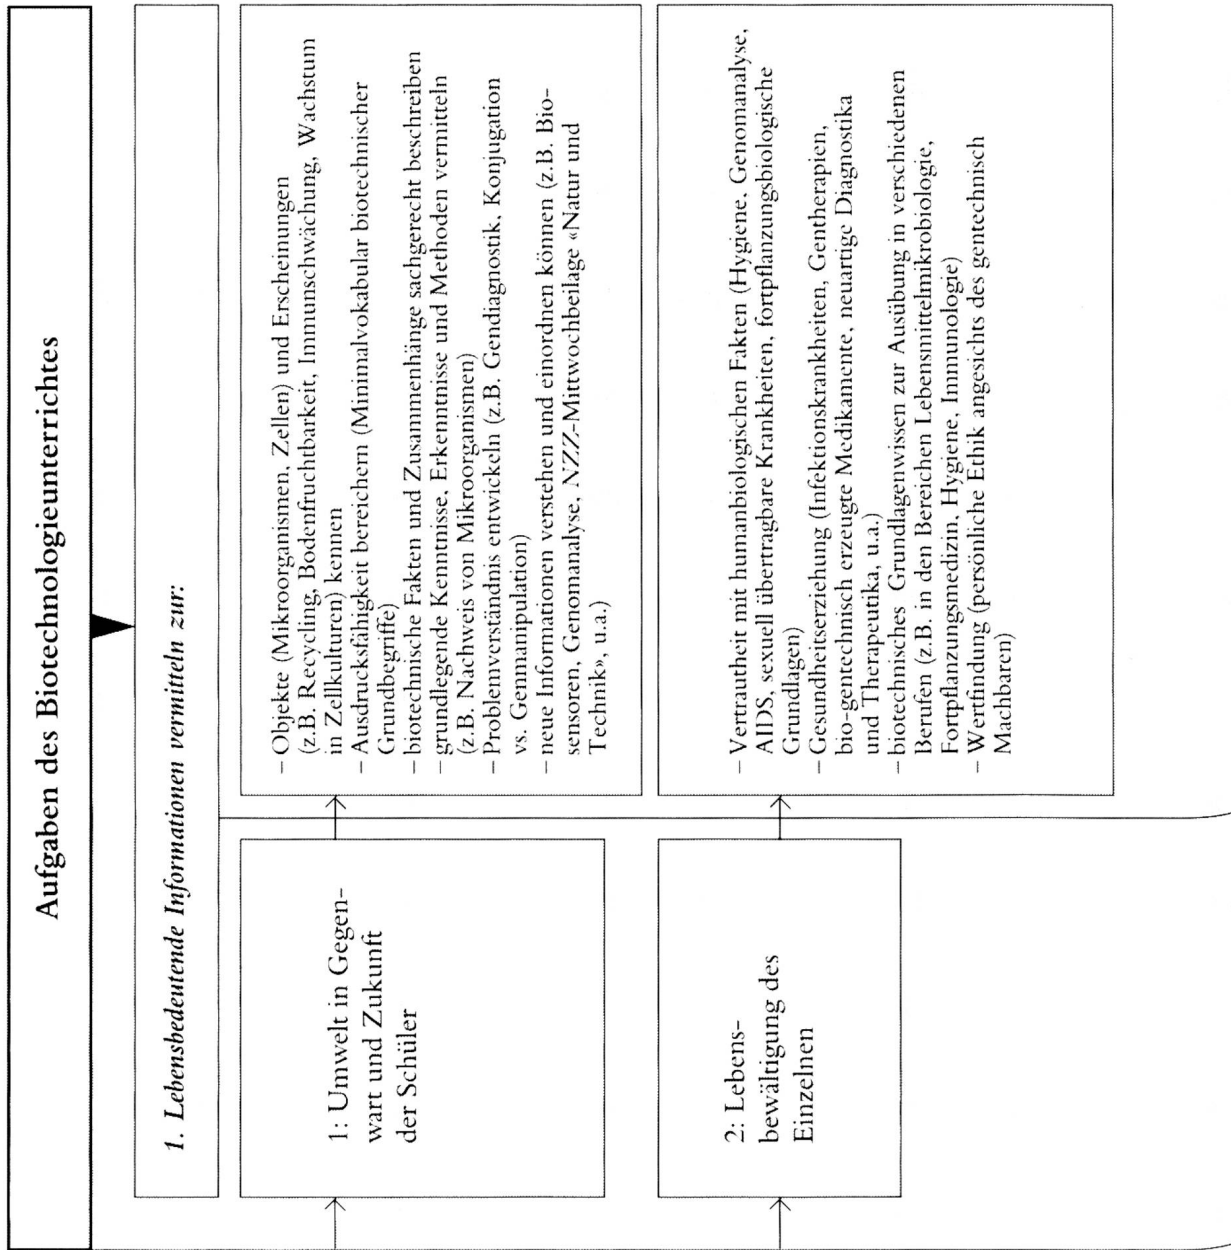 Aufgaben des Biotechnologieunterrichtes
1. Lebensbedeutende Informationen vermitteln zur:
1: Umwelt in Gegen-
wart und Zukunft
der Schüler
– Objekte (Mikroorganismen, Zellen) und Erscheinungen
(z.B. Recycling, Bodenfruchtbarkeit, Immunschwächung, Wachstum
in Zellkulturen) kennen
– Ausdrucksfähigkeit bereichern (Minimalvokabular biotechnischer
Grundbegriffe)
– biotechnische Fakten und Zusammenhänge sachgerecht beschreiben
– grundlegende Kenntnisse, Erkenntnisse und Methoden vermitteln
(z.B. Nachweis von Mikroorganismen)
– Problemverständnis entwickeln (z.B. Gendiagnostik, Konjugation
vs. Genmanipulation)
– neue Informationen verstehen und einordnen können (z.B. Bio-
sensoren, Genomanalyse, NZZ-Mittwochbeilage «Natur und
Technik», u.a.)
2: Lebens-
bewältigung des
Einzelnen
– Vertrautheit mit humanbiologischen Fakten (Hygiene, Genomanalyse,
AIDS, sexuell übertragbare Krankheiten, fortpflanzungsbiologische
Grundlagen)
– Gesundheitserziehung (Infektionskrankheiten, Gentherapien,
bio-gentechnisch erzeugte Medikamente, neuartige Diagnostika
und Therapeutika, u.a.)
– biotechnisches Grundlagenwissen zur Ausübung in verschiedenen
Berufen (z.B. in den Bereichen Lebensmittelmikrobiologie,
Fortpflanzungsmedizin, Hygiene, Immunologie)
– Wertfindung (persönliche Ethik angesichts des gentechnisch
Machbaren)